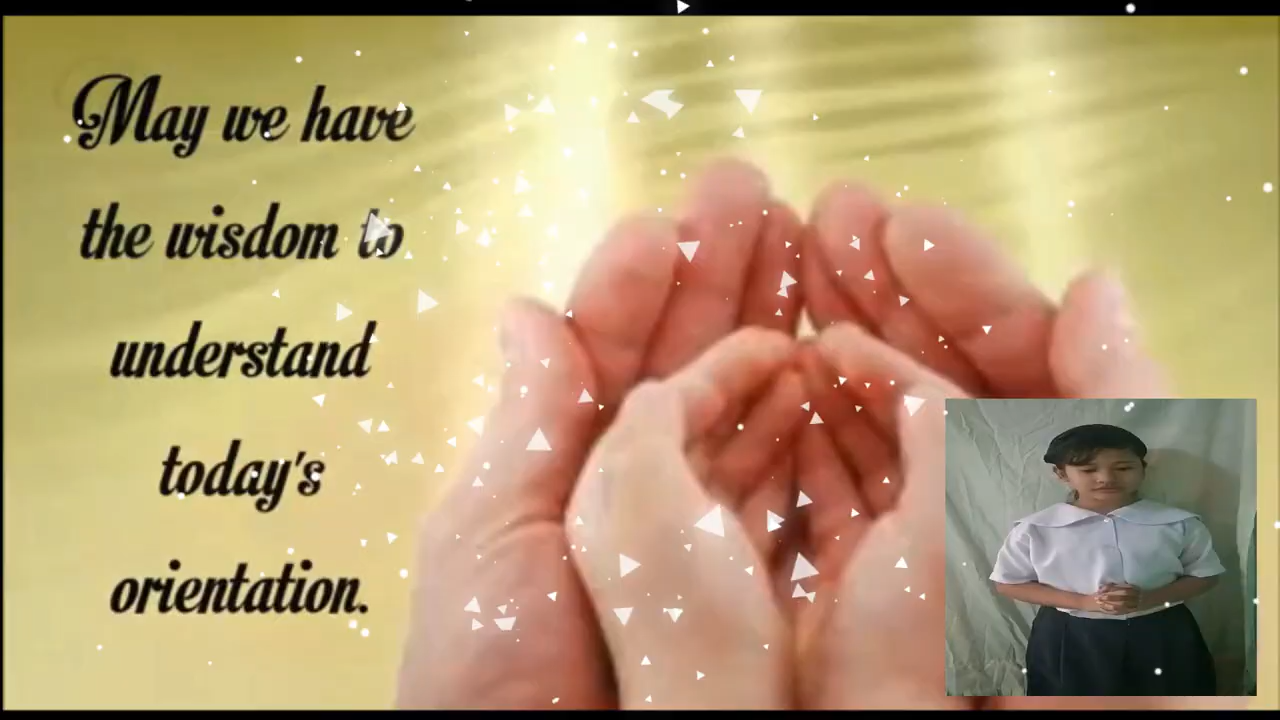 May we have
the wisdom to
understand
today's
orientation.